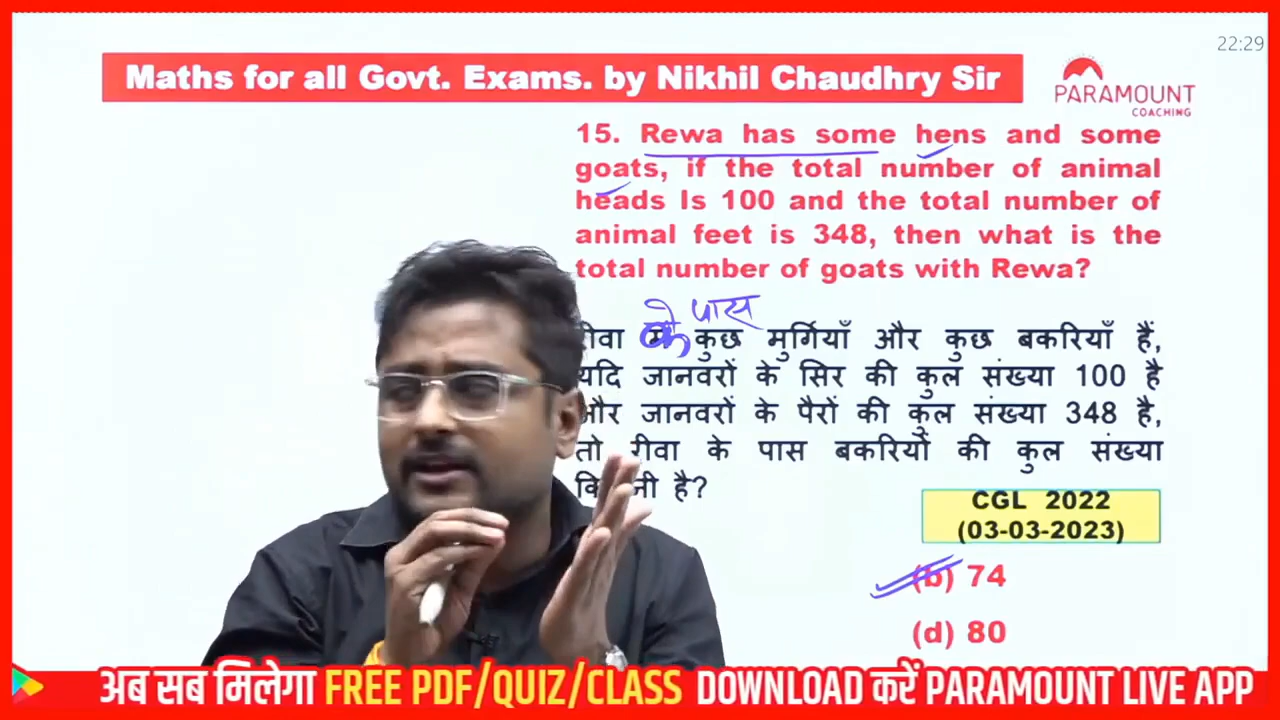 22:29
Maths for all Govt. Exams. by Nikhil Chaudhry Sir
PARAMOUNT
COACHING
15. Rewa has some hens and some
goats, if the total number of animal
heads Is 100 and the total number of
animal feet is 348, then what is the
total number of goats with Rewa?
के पास
रीवा कुछ मुर्गियाँ और कुछ बकरियाँ हैं,
यदि जानवरों के सिर की कुल संख्या 100 है
और जानवरों के पैरों की कुल संख्या 348 है,
तो रीवा के पास बकरियों की कुल संख्या
है?
CGL 2022
(03-03-2023)
(b) 74
(d) 80
अब सब मिलेगा FREE PDF/QUIZ/CLASS DOWNLOAD करें PARAMOUNT LIVE APP